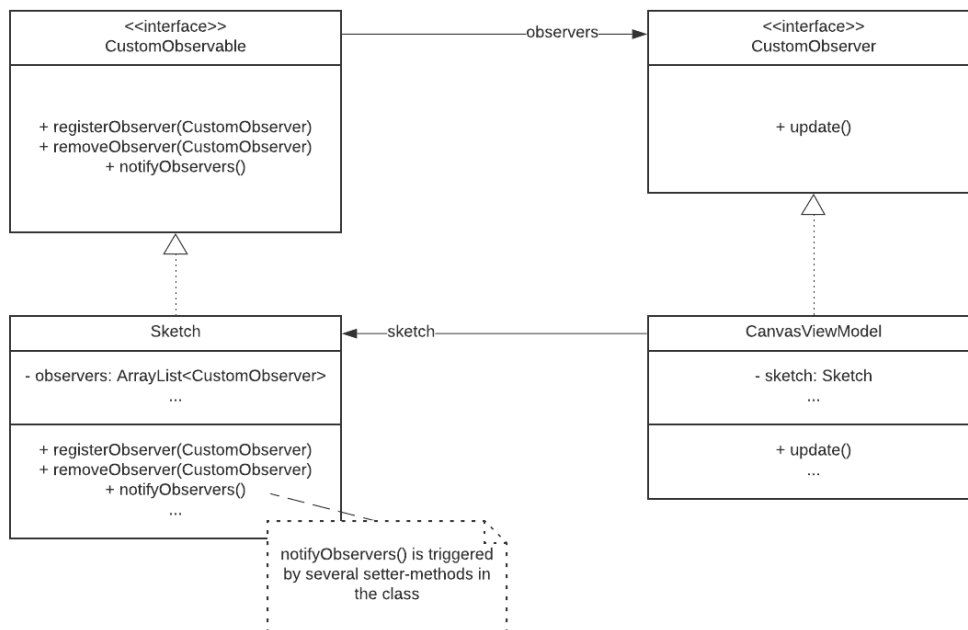 <<interface>>
CustomObservable
+ registerObserver(CustomObserver)
+ removeObserver(CustomObserver)
+ notifyObservers()
observers
<<interface>>
CustomObserver
+ update()
Sketch
- observers: ArrayList<CustomObserver>
...
+ registerObserver(CustomObserver)
+ removeObserver(CustomObserver)
+ notifyObservers()
...
sketch
CanvasViewModel
- sketch: Sketch
...
+ update()
...
notifyObservers() is triggered
by several setter-methods in
the class